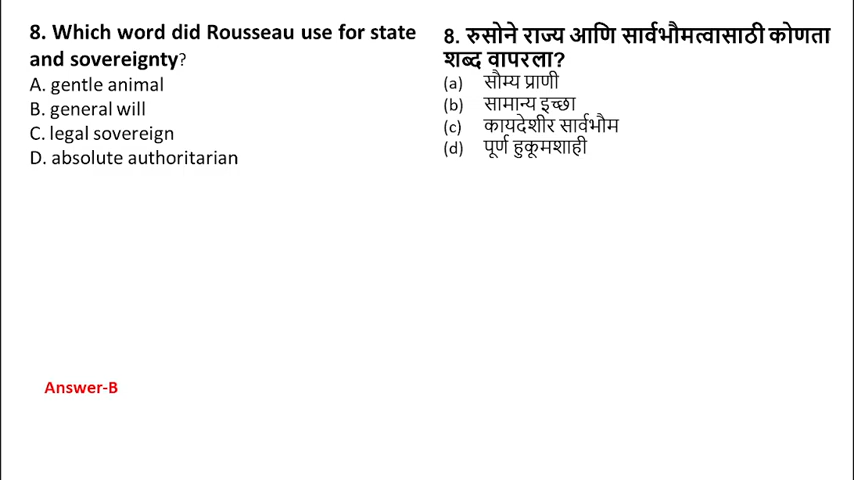 8. Which word did Rousseau use for state
and sovereignty?
A. gentle animal
B. general will
C. legal sovereign
D. absolute authoritarian
8. रुसोने राज्य आणि सार्वभौमत्वासाठी कोणता
शब्द वापरला?
(a) सौम्य प्राणी
(b) सामान्य इच्छा
(c) कायदेशीर सार्वभौम
(d) पूर्ण हुकूमशाही
Answer-B